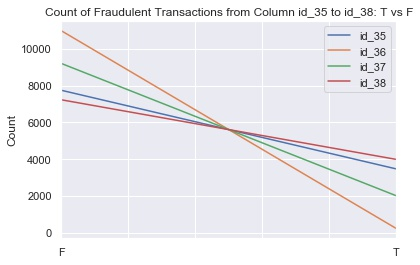 Count of Fraudulent Transactions from Column id_35 to id_38: T vs F
id_35
id_36
id_37
id_38
10000
8000
6000
4000
2000
0
Count
F
T